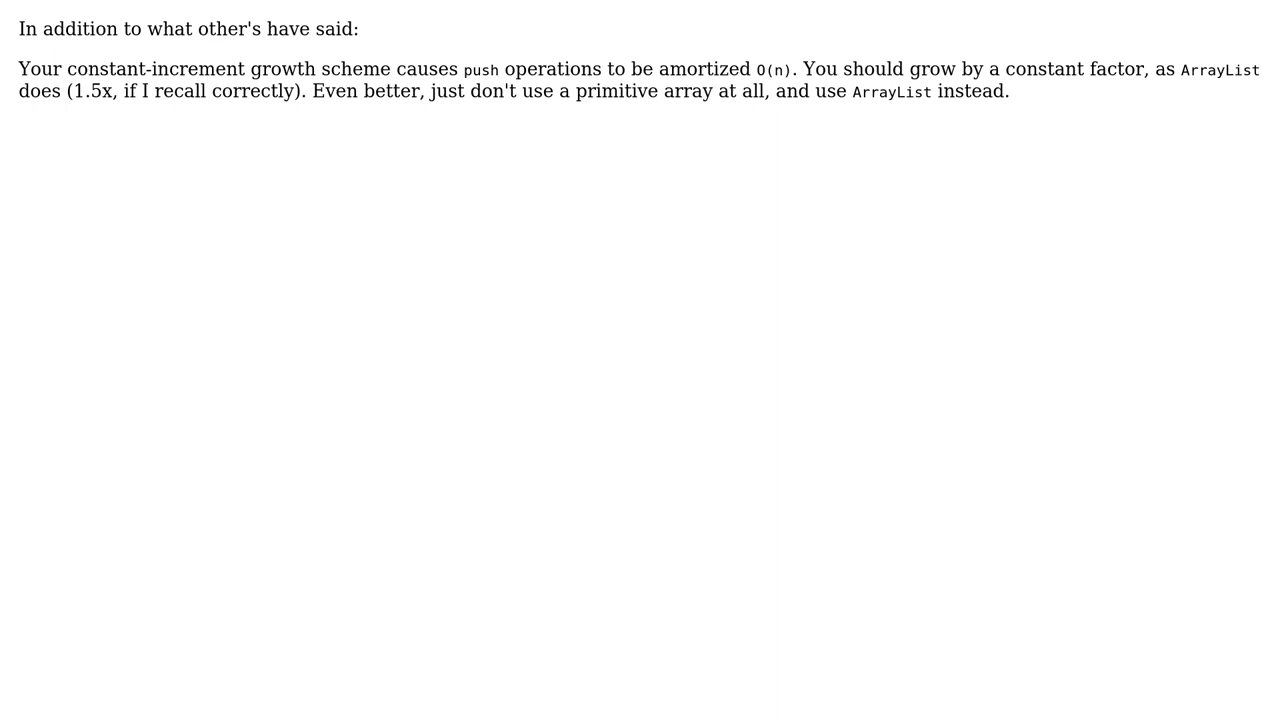 In addition to what other's have said:
Your constant-increment growth scheme causes push operations to be amortized O(n). You should grow by a constant factor, as ArrayList
does (1.5x, if I recall correctly). Even better, just don't use a primitive array at all, and use ArrayList instead.